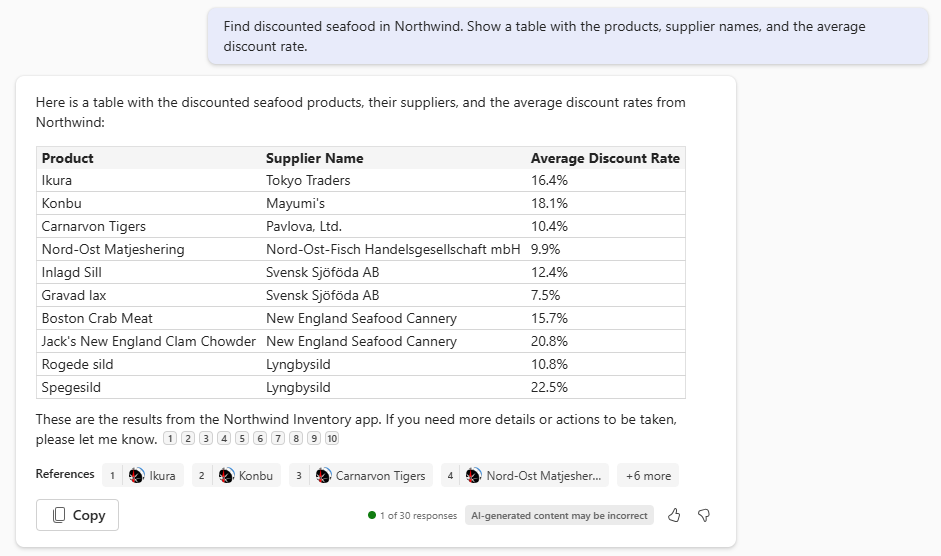 Find discounted seafood in Northwind. Show a table with the products, supplier names, and the average
discount rate.
Here is a table with the discounted seafood products, their suppliers, and the average discount rates from
Northwind:
Product Supplier Name Average Discount Rate
Ikura Tokyo Traders 16.4%
Konbu Mayumi's 18.1%
Carnarvon Tigers Pavlova, Ltd. 10.4%
Nord-Ost Matjeshering Nord-Ost-Fisch Handelsgesellschaft mbH 9.9%
Inlagd Sill Svensk Sjöföda AB 12.4%
Gravad lax Svensk Sjöföda AB 7.5%
Boston Crab Meat New England Seafood Cannery 15.7%
Jack's New England Clam Chowder New England Seafood Cannery 20.8%
Rogede sild Lyngbysild 10.8%
Spegesild Lyngbysild 22.5%
These are the results from the Northwind Inventory app. If you need more details or actions to be taken,
please let me know. 1 2 3 4 5 6 7 8 9 10
References 1 Ikura 2 Konbu 3 Carnarvon Tigers 4 Nord-Ost Matjesher... +6 more
Copy 1 of 30 responses AI-generated content may be incorrect